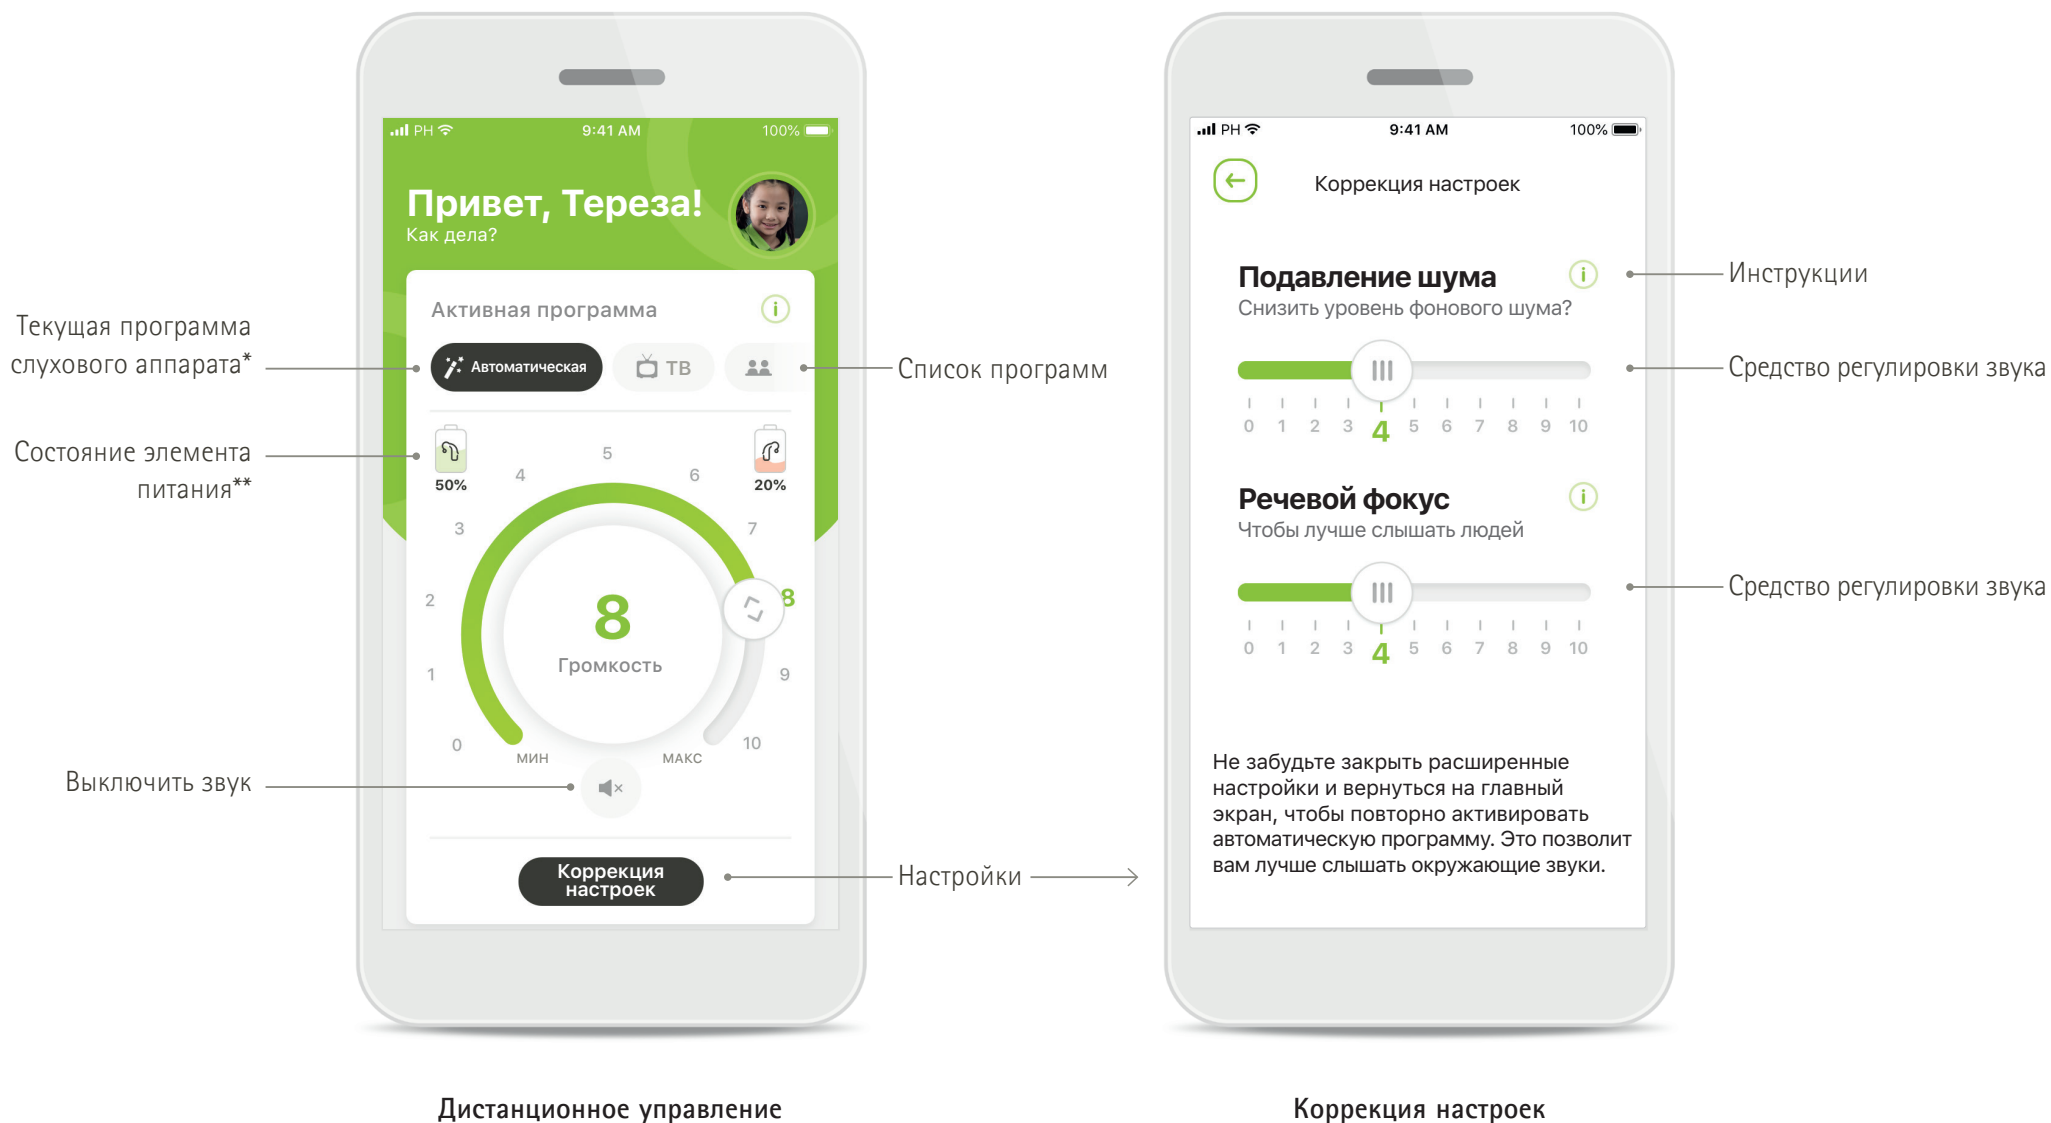 PH
9:41 AM
100%
Привет, Тереза!
Как дела?
Активная программа
Автоматическая
ТВ
50%
20%
0
1
2
3
4
5
6
7
8
9
10
8
Громкость
МИН
МАКС
Коррекция
настроек
Текущая программа
слухового аппарата*
Состояние элемента
питания**
Выключить звук
Список программ
Настройки
Дистанционное управление
PH
9:41 AM
100%
Коррекция настроек
Подавление шума
Снизить уровень фонового шума?
0 1 2 3 4 5 6 7 8 9 10
Речевой фокус
Чтобы лучше слышать людей
0 1 2 3 4 5 6 7 8 9 10
Не забудьте закрыть расширенные
настройки и вернуться на главный
экран, чтобы повторно активировать
автоматическую программу. Это позволит
вам лучше слышать окружающие звуки.
Инструкции
Средство регулировки звука
Средство регулировки звука
Коррекция настроек